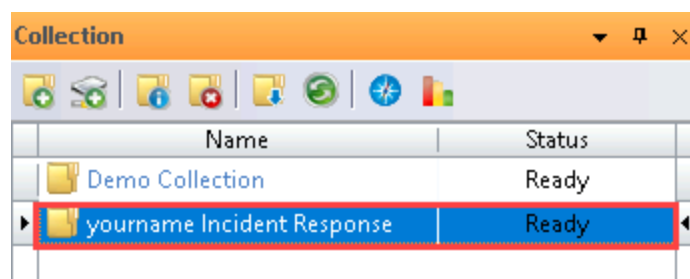 Collection
Name Status
Demo Collection Ready
yourname Incident Response Ready